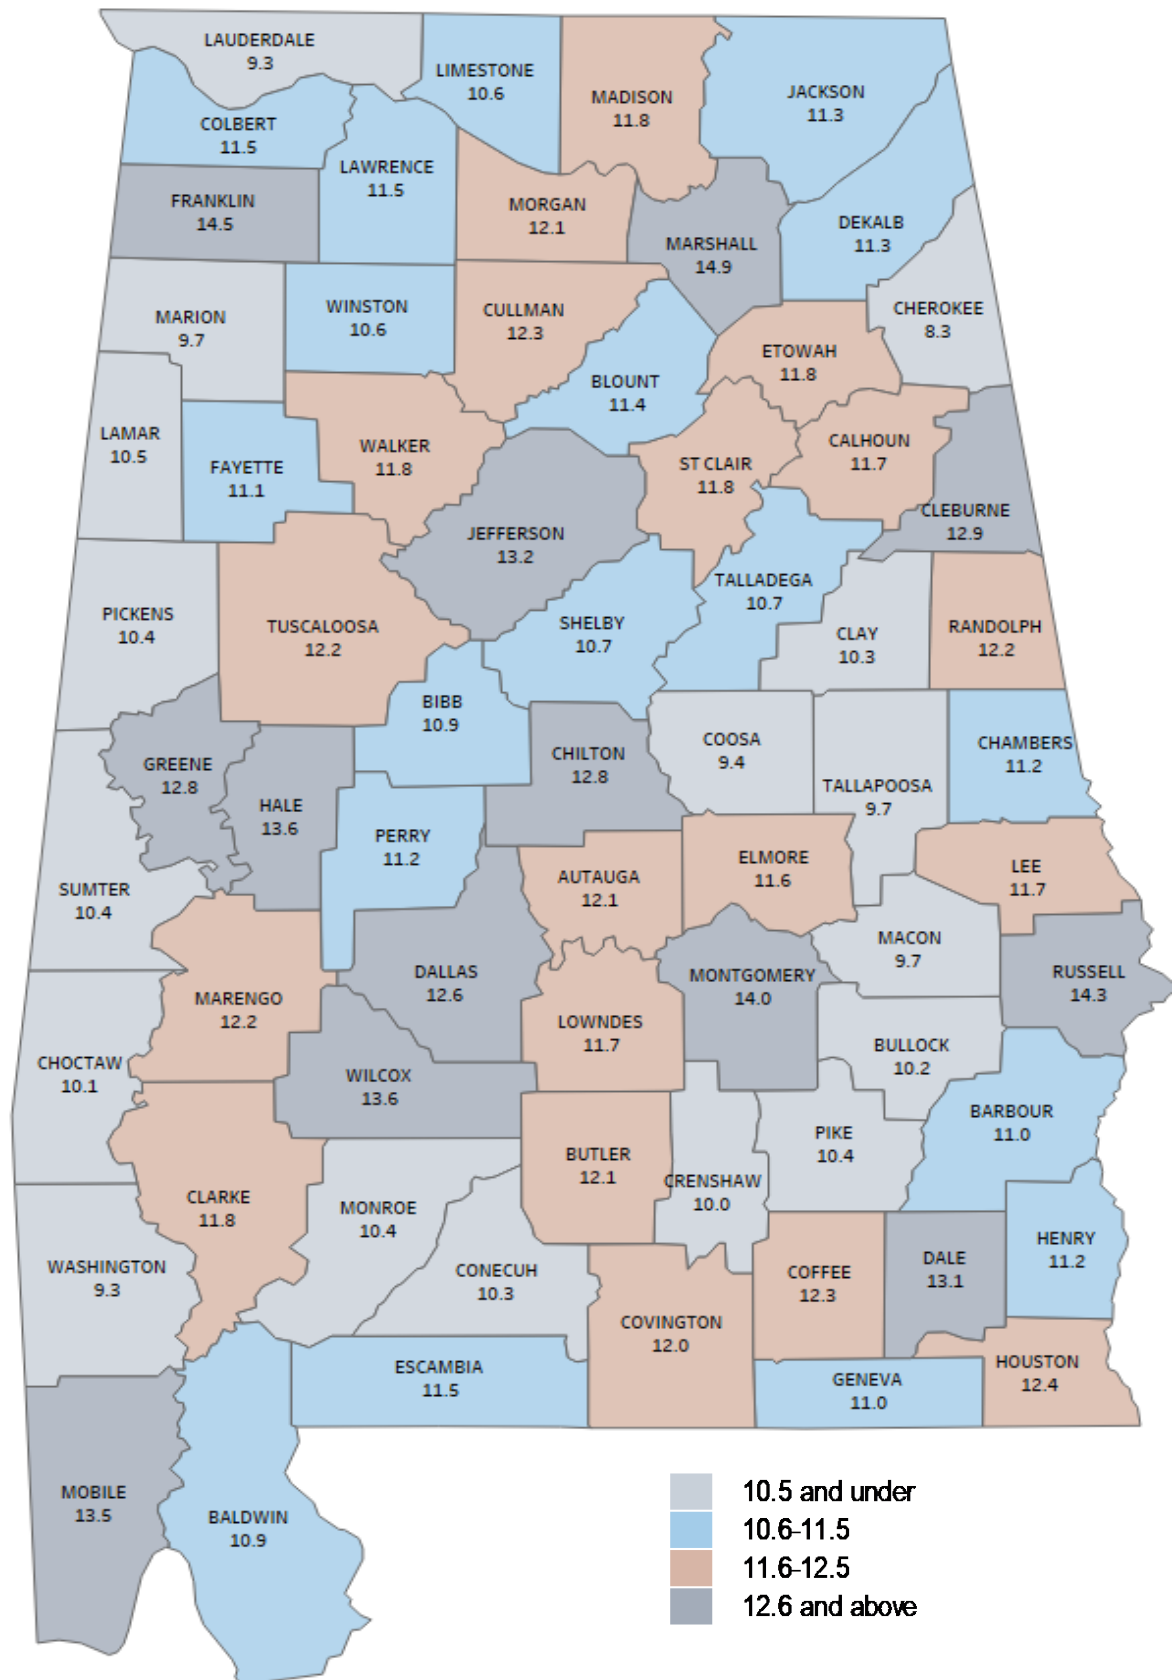 LAUDERDALE
9.3
LIMESTONE
10.6
MADISON
11.8
JACKSON
11.3
COLBERT
11.5
LAWRENCE
11.5
FRANKLIN
14.5
MORGAN
12.1
MARSHALL
14.9
DEKALB
11.3
MARION
9.7
WINSTON
10.6
CULLMAN
12.3
CHEROKEE
8.3
ETOWAH
11.8
BLOUNT
11.4
LAMAR
10.5
FAYETTE
11.1
WALKER
11.8
ST CLAIR
11.8
CALHOUN
11.7
CLEBURNE
12.9
JEFFERSON
13.2
TALLADEGA
10.7
PICKENS
10.4
TUSCALOOSA
12.2
SHELBY
10.7
CLAY
10.3
RANDOLPH
12.2
BIBB
10.9
GREENE
12.8
HALE
13.6
CHILTON
12.8
COOSA
9.4
TALLAPOOSA
9.7
CHAMBERS
11.2
PERRY
11.2
SUMTER
10.4
AUTAUGA
12.1
ELMORE
11.6
LEE
11.7
MACON
9.7
RUSSELL
14.3
DALLAS
12.6
MONTGOMERY
14.0
MARENGO
12.2
LOWNDES
11.7
BULLOCK
10.2
CHOCTAW
10.1
WILCOX
13.6
BARBOUR
11.0
PIKE
10.4
BUTLER
12.1
CRENSHAW
10.0
CLARKE
11.8
MONROE
10.4
HENRY
11.2
WASHINGTON
9.3
CONECUH
10.3
COFFEE
12.3
DALE
13.1
COVINGTON
12.0
ESCAMBIA
11.5
GENEVA
11.0
HOUSTON
12.4
MOBILE
13.5
BALDWIN
10.9
10.5 and under
10.6-11.5
11.6-12.5
12.6 and above